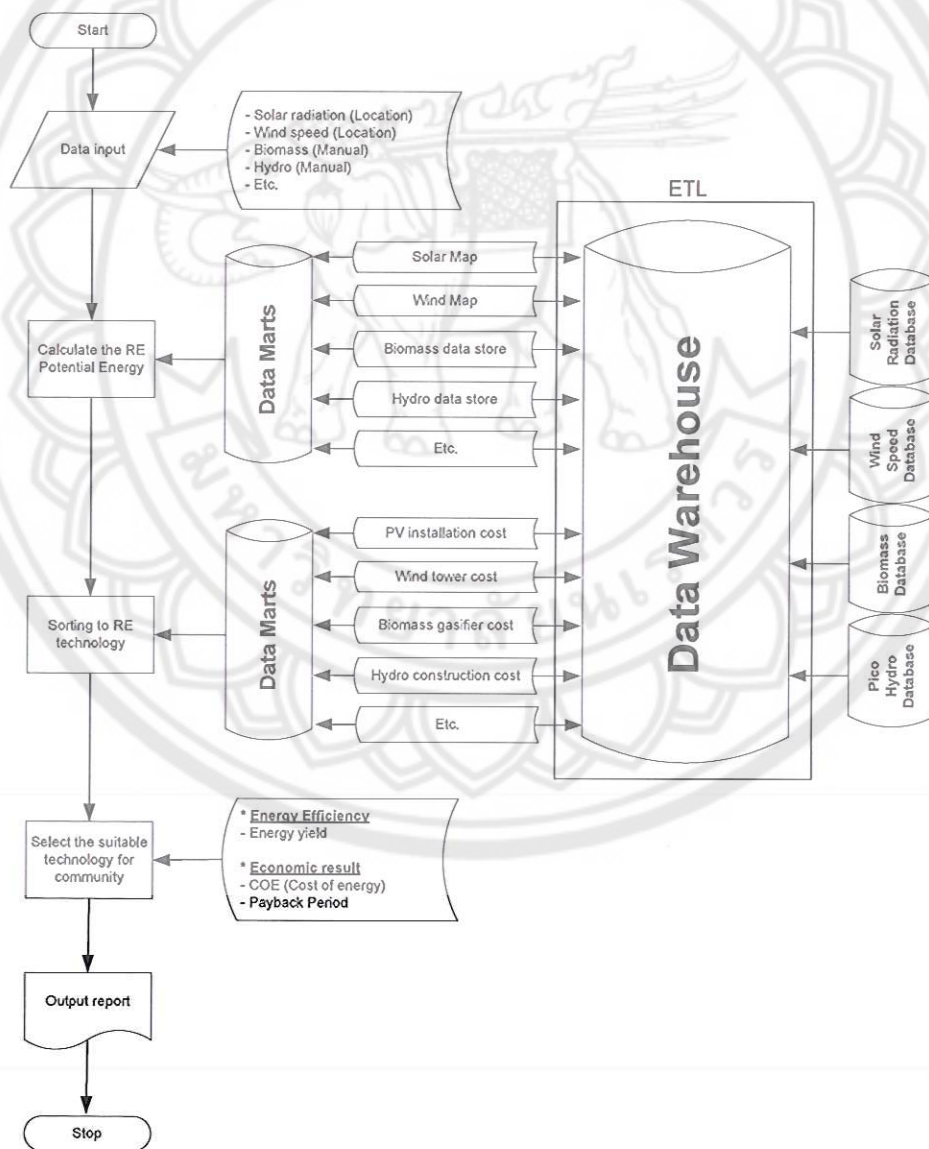 Start
Data input
- Solar radiation (Location)
- Wind speed (Location)
- Biomass (Manual)
- Hydro (Manual)
- Etc.
ETL
Calculate the RE
Potential Energy
Data Marts
Solar Map
Wind Map
Biomass data store
Hydro data store
Etc.
Data Warehouse
Solar
Radiation
Database
Wind
Speed
Database
Biomass
Database
Pico
Hydro
Database
Sorting to RE
technology
Data Marts
PV installation cost
Wind tower cost
Biomass gasifier cost
Hydro construction cost
Etc.
Select the suitable
technology for
community
* Energy Efficiency
- Energy yield
* Economic result
- COE (Cost of energy)
- Payback Period
Output report
Stop